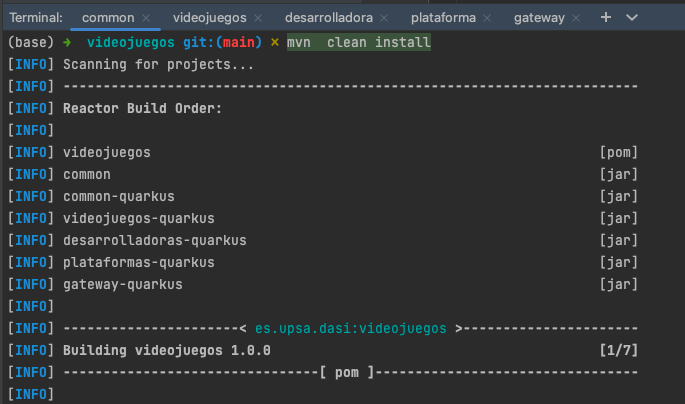 Terminal: common × videojuegos × desarrolladora × plataforma × gateway × +
(base) ➜ videojuegos git:(main) ✗ mvn  clean install
[INFO] Scanning for projects...
[INFO] ------------------------------------------------------------------------
[INFO] Reactor Build Order:
[INFO]
[INFO] videojuegos [pom]
[INFO] common [jar]
[INFO] common-quarkus [jar]
[INFO] videojuegos-quarkus [jar]
[INFO] desarrolladoras-quarkus [jar]
[INFO] plataformas-quarkus [jar]
[INFO] gateway-quarkus [jar]
[INFO]
[INFO] ----------------------< es.upsa.dasi:videojuegos >----------------------
[INFO] Building videojuegos 1.0.0 [1/7]
[INFO] --------------------------------[ pom ]---------------------------------
[INFO]